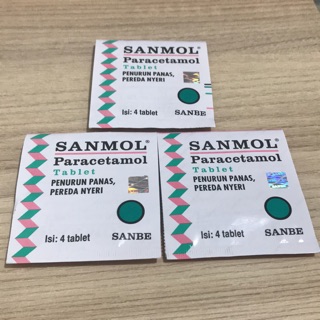 SANMOL®
Paracetamol
Tablet
PENURUN PANAS,
PEREDA NYERI
Isi: 4 tablet
SANBE
SANMOL®
Paracetamol
Tablet
PENURUN PANAS,
PEREDA NYERI
Isi: 4 tablet
SANBE
SANMOL®
Paracetamol
Tablet
PENURUN PANAS,
PEREDA NYERI
Isi: 4 tablet
SANBE